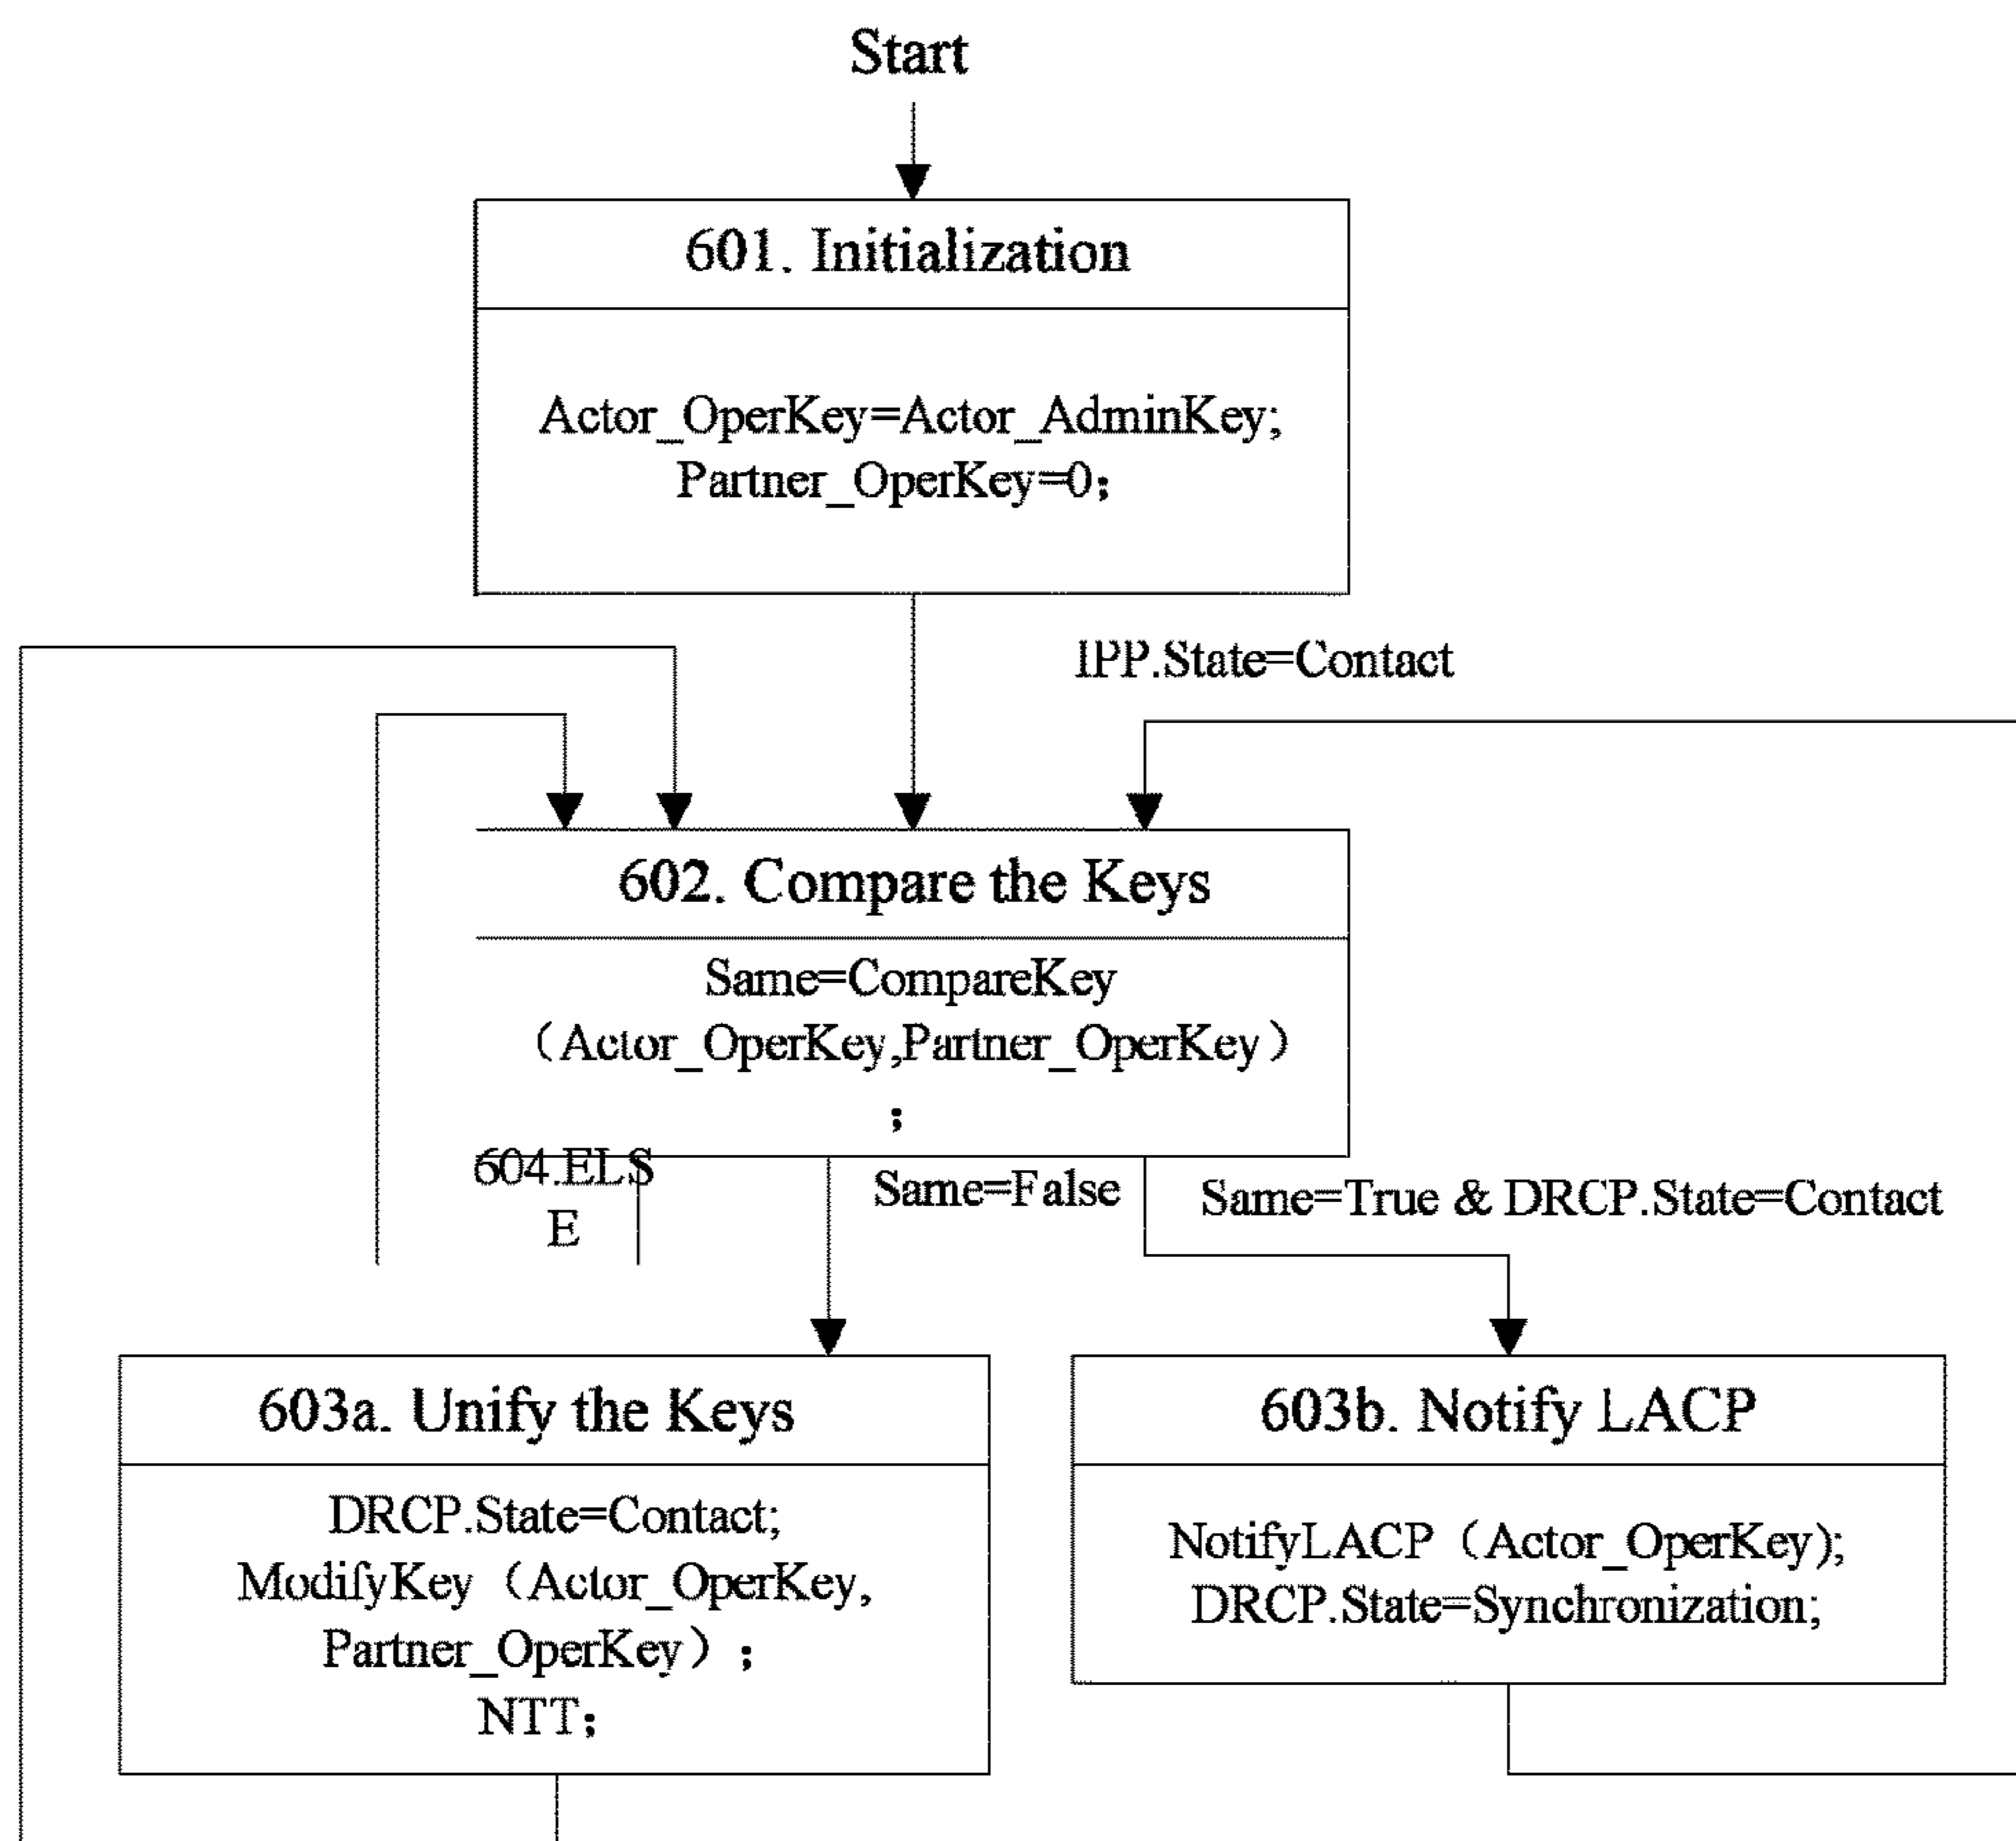 Start
601. Initialization
Actor_OperKey=Actor_AdminKey;
Partner_OperKey=0；
IPP.State=Contact
602. Compare the Keys
Same=CompareKey
（Actor_OperKey,Partner_OperKey）
；
604.ELS
E
Same=False
Same=True & DRCP.State=Contact
603a. Unify the Keys
DRCP.State=Contact;
ModifyKey（Actor_OperKey,
Partner_OperKey）；
NTT；
603b. Notify LACP
NotifyLACP（Actor_OperKey);
DRCP.State=Synchronization;